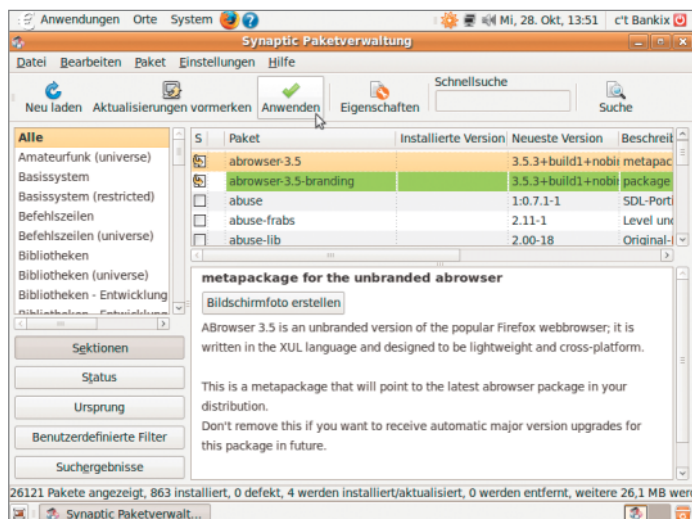 Anwendungen Orte System Mi, 28. Okt, 13:51 c't Bankix
Synaptic Paketverwaltung
Datei Bearbeiten Paket Einstellungen Hilfe
Schnellsuche
Neu laden Aktualisierungen vormerken Anwenden Eigenschaften Suche
Alle
Amateurfunk (universe)
Basissystem
Basissystem (restricted)
Befehlszeilen
Befehlszeilen (universe)
Bibliotheken
Bibliotheken (universe)
Bibliotheken - Entwicklung
Sektionen
Status
Ursprung
Benutzerdefinierte Filter
Suchergebnisse
S Paket Installierte Version Neueste Version Beschreib
abrowser-3.5 3.5.3+build1+nobin metapac
abrowser-3.5-branding 3.5.3+build1+nobin package
abuse 1:0.7.1-1 SDL-Porti
abuse-frabs 2.11-1 Level und
abuse-lib 2.00-18 Original-
metapackage for the unbranded abrowser
Bildschirmfoto erstellen
ABrowser 3.5 is an unbranded version of the popular Firefox webbrowser; it is
written in the XUL language and designed to be lightweight and cross-platform.
This is a metapackage that will point to the latest abrowser package in your
distribution.
Don't remove this if you want to receive automatic major version upgrades for
this package in future.
26121 Pakete angezeigt, 863 installiert, 0 defekt, 4 werden installiert/aktualisiert, 0 werden entfernt, weitere 26,1 MB wer
Synaptic Paketverwalt...